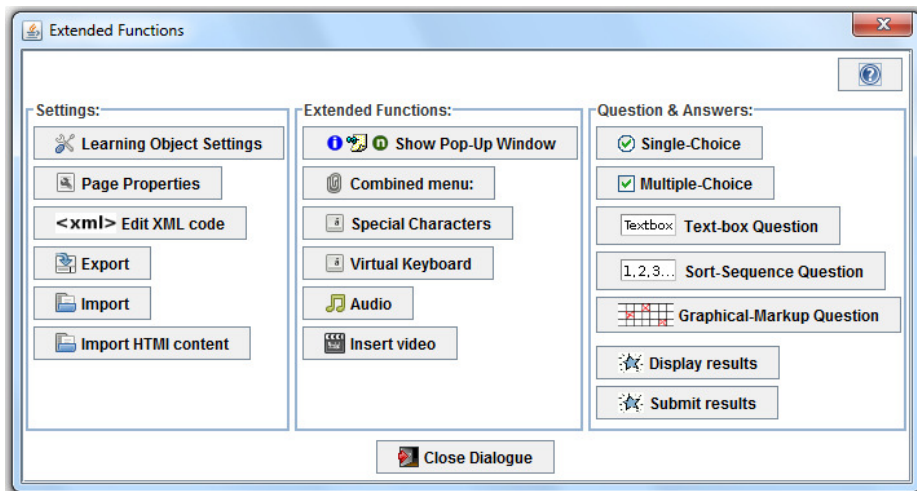 Extended Functions
Settings:
Learning Object Settings
Page Properties
<xml> Edit XML code
Export
Import
Import HTMl content
Extended Functions:
i n Show Pop-Up Window
Combined menu:
Special Characters
Virtual Keyboard
Audio
Insert video
Question & Answers:
Single-Choice
Multiple-Choice
Textbox Text-box Question
1,2,3... Sort-Sequence Question
Graphical-Markup Question
Display results
Submit results
Close Dialogue